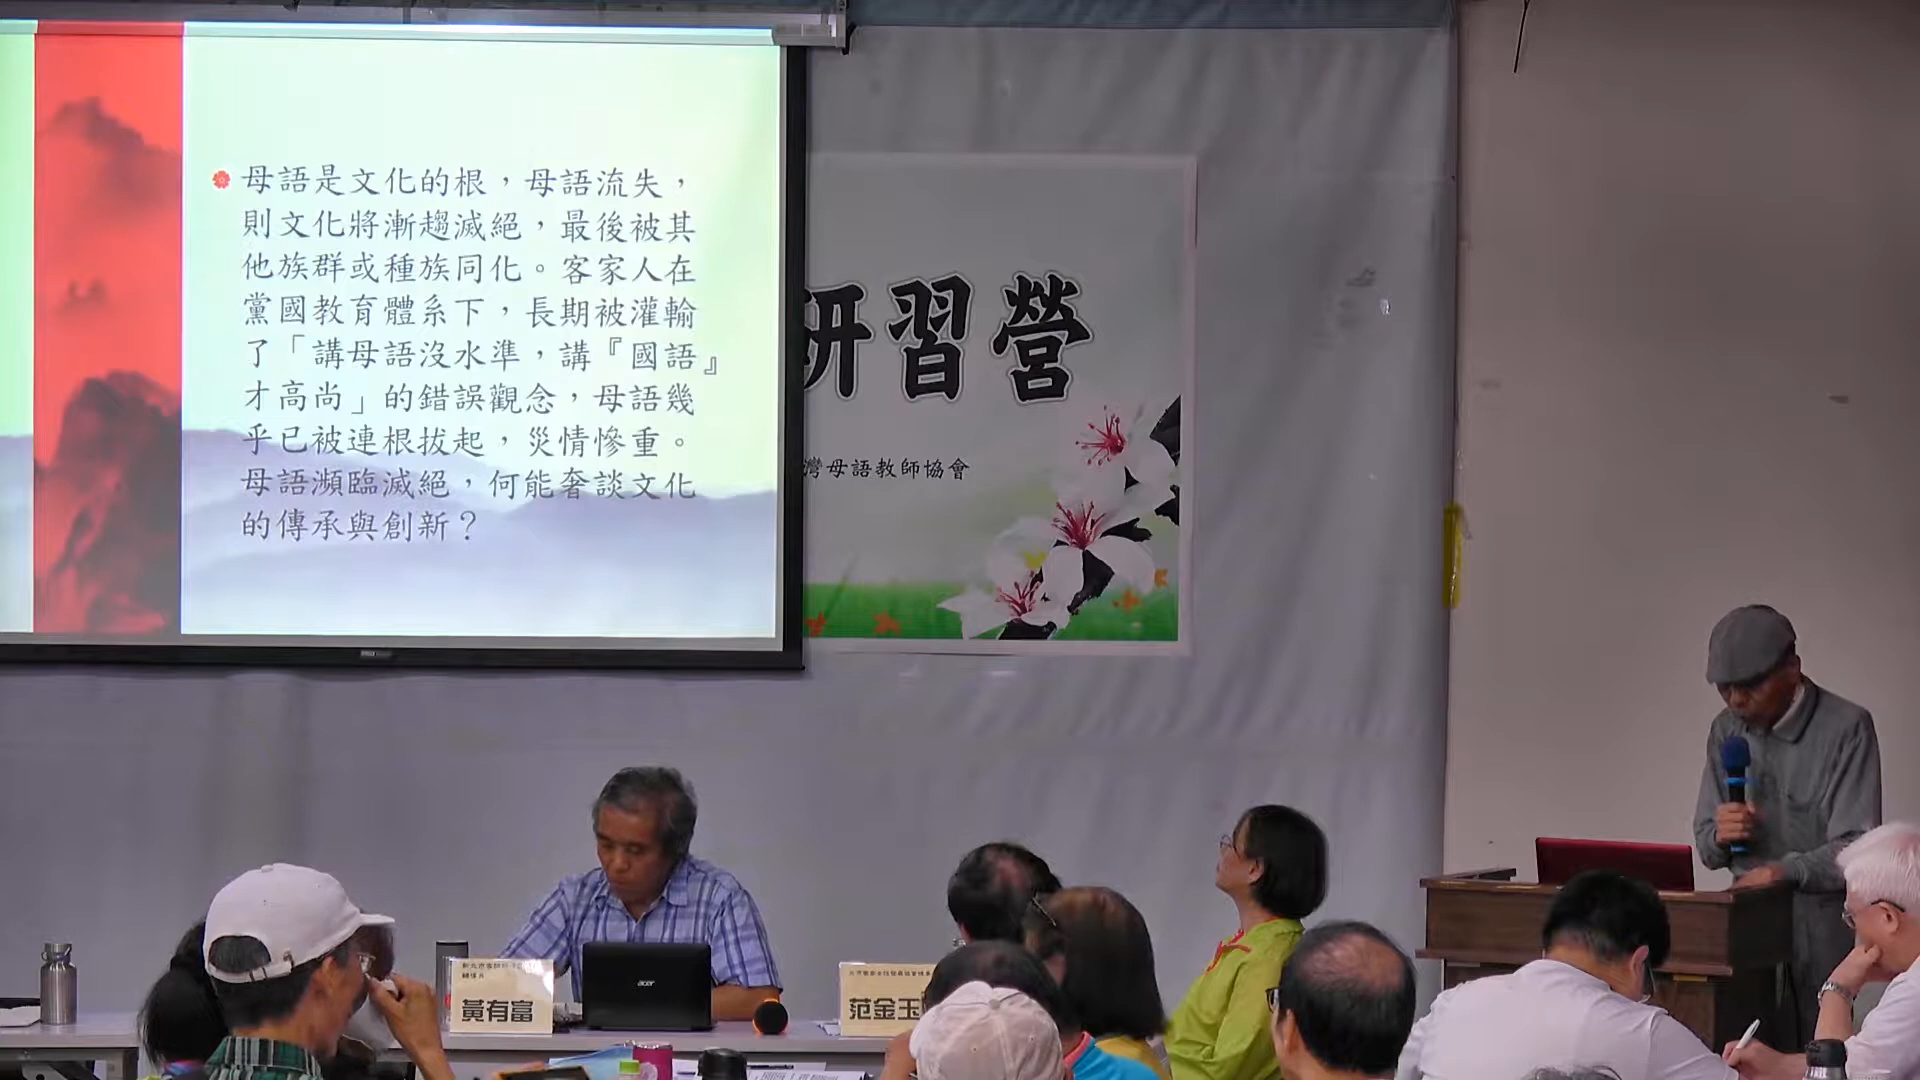 母語是文化的根，母語流失，
則文化將漸趨滅絕，最後被其
他族群或種族同化。客家人在
黨國教育體系下，長期被灌輸
了「講母語沒水準，講『國語』
才高尚」的錯誤觀念，母語幾
乎已被連根拔起，災情慘重。
母語瀕臨滅絕，何能奢談文化
的傳承與創新？
研習營
灣母語教師協會
黃有富
范金玉
acer